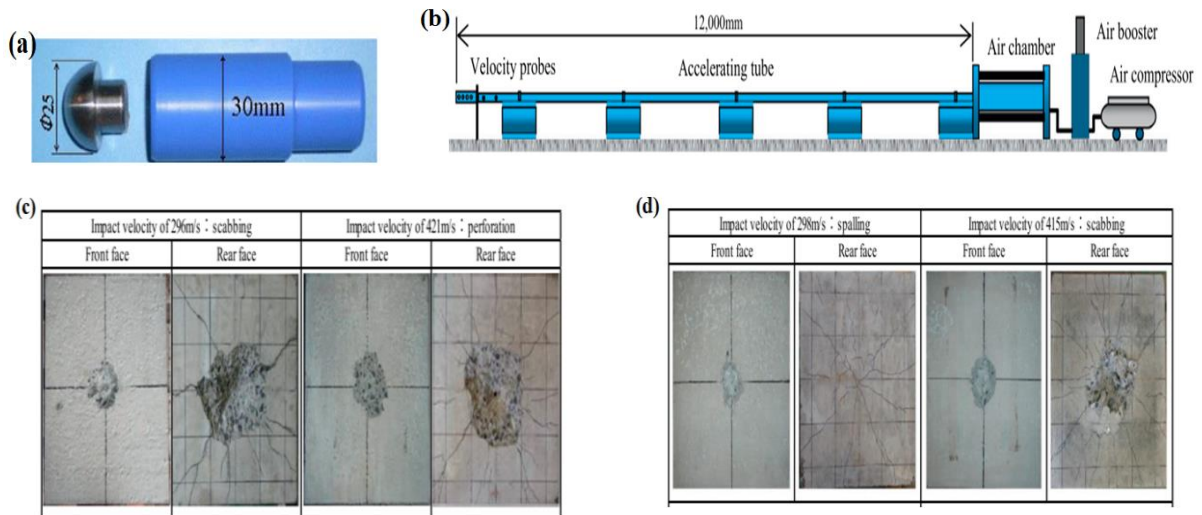 (a)
Φ25
30mm
(b)
12,000mm
Velocity probes
Accelerating tube
Air chamber
Air booster
Air compressor
(c)
Impact velocity of 296m/s：scabbing
Impact velocity of 421m/s：perforation
Front face
Rear face
Front face
Rear face
(d)
Impact velocity of 298m/s：spalling
Impact velocity of 415m/s：scabbing
Front face
Rear face
Front face
Rear face